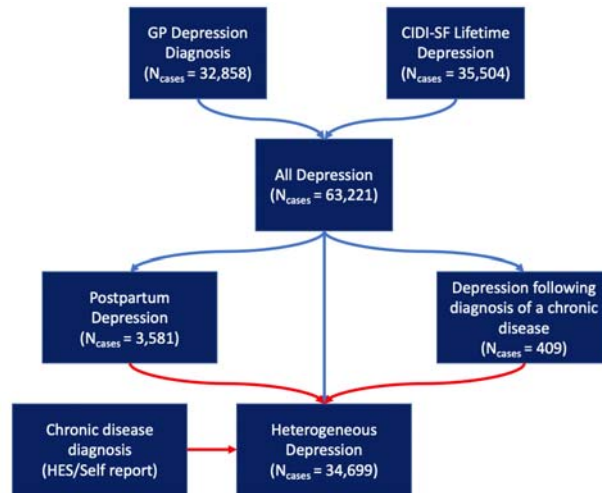 GP Depression
Diagnosis
(Ncases = 32,858)
CIDI-SF Lifetime
Depression
(Ncases = 35,504)
All Depression
(Ncases = 63,221)
Postpartum
Depression
(Ncases = 3,581)
Depression following
diagnosis of a chronic
disease
(Ncases = 409)
Chronic disease
diagnosis
(HES/Self report)
Heterogeneous
Depression
(Ncases = 34,699)